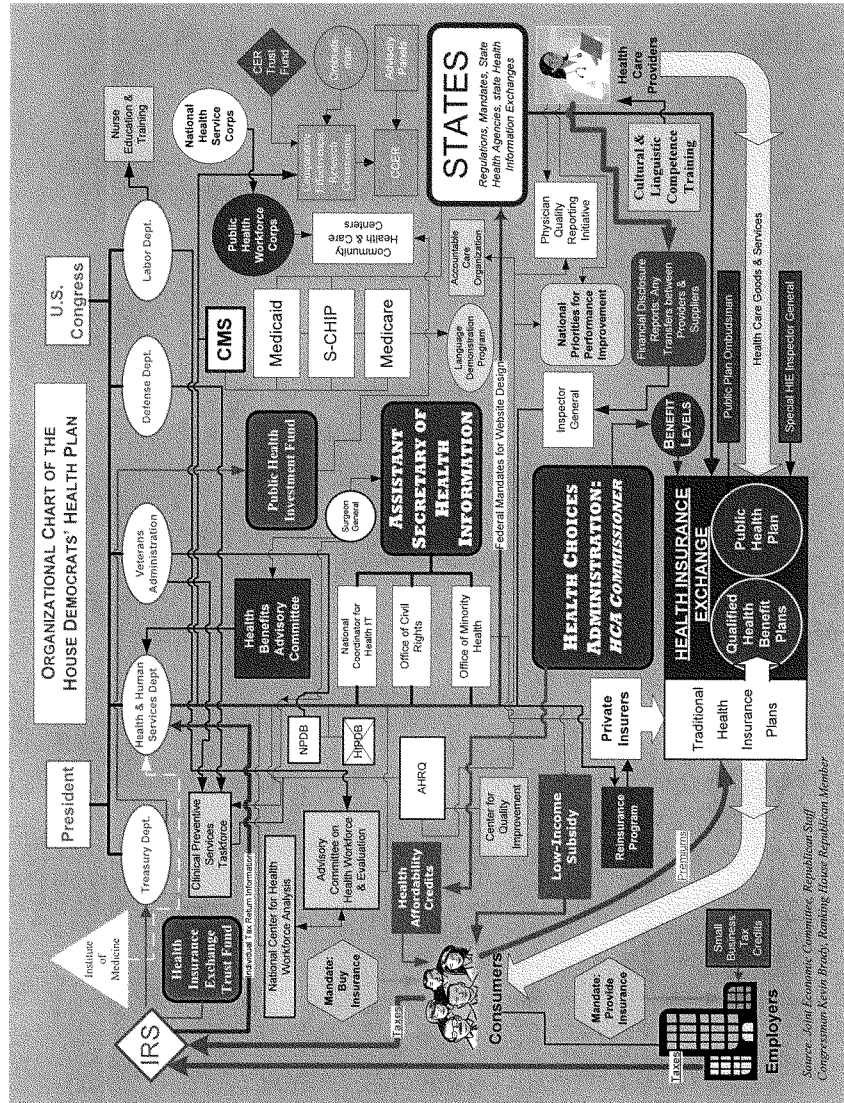 ORGANIZATIONAL CHART OF THE
HOUSE DEMOCRATS' HEALTH PLAN
President
U.S.
Congress
Treasury Dept.
Health & Human
Services Dept
Veterans
Administration
Defense Dept.
Labor Dept.
Nurse
Education &
Training
Institute
of
Medicine
IRS
Health
Insurance
Exchange
Trust Fund
Individual Tax Return Information
Clinical Preventive
Services
Taskforce
National Center for Health
Workforce Analysis
Advisory
Committee on
Health Workforce
& Evaluation
NPDB
HIPDB
AHRQ
Health
Benefits
Advisory
Committee
National
Coordinator for
Health IT
Office of Civil
Rights
Office of Minority
Health
Public Health
Investment Fund
Surgeon
General
ASSISTANT
SECRETARY OF
HEALTH
INFORMATION
CMS
Medicaid
S-CHIP
Medicare
Language
Demonstration
Program
Community
Health & Care
Centers
Public
Health
Workforce
Corps
National
Health
Service
Corps
CER
Trust
Fund
Ombuds-
man
Advisory
Panels
Comparative
Effectiveness
Research
Commission
CCER
STATES
Regulations, Mandates, State
Health Agencies, state Health
Information Exchanges
Federal Mandates for Website Design
Mandate:
Buy
Insurance
Health
Affordability
Credits
Center for
Quality
Improvement
Low-Income
Subsidy
Reinsurance
Program
Private
Insurers
HEALTH CHOICES
ADMINISTRATION:
HCA COMMISSIONER
Inspector
General
BENEFIT
LEVELS
Accountable
Care
Organization
National
Priorities for
Performance
Improvement
Physician
Quality
Reporting
Initiative
Financial Disclosure
Reports: Any
Transfers between
Providers &
Suppliers
Cultural &
Linguistic
Competence
Training
Health
Care
Providers
Taxes
Consumers
Premiums
Mandate:
Provide
Insurance
Small
Business
Tax
Credits
Taxes
Employers
Traditional
Health
Insurance
Plans
HEALTH INSURANCE
EXCHANGE
Qualified
Health
Benefit
Plans
Public
Health
Plan
Public Plan Ombudsman
Special HIE Inspector General
Health Care Goods & Services
Source: Joint Economic Committee, Republican Staff
Congressman Kevin Brady, Ranking House Republican Member